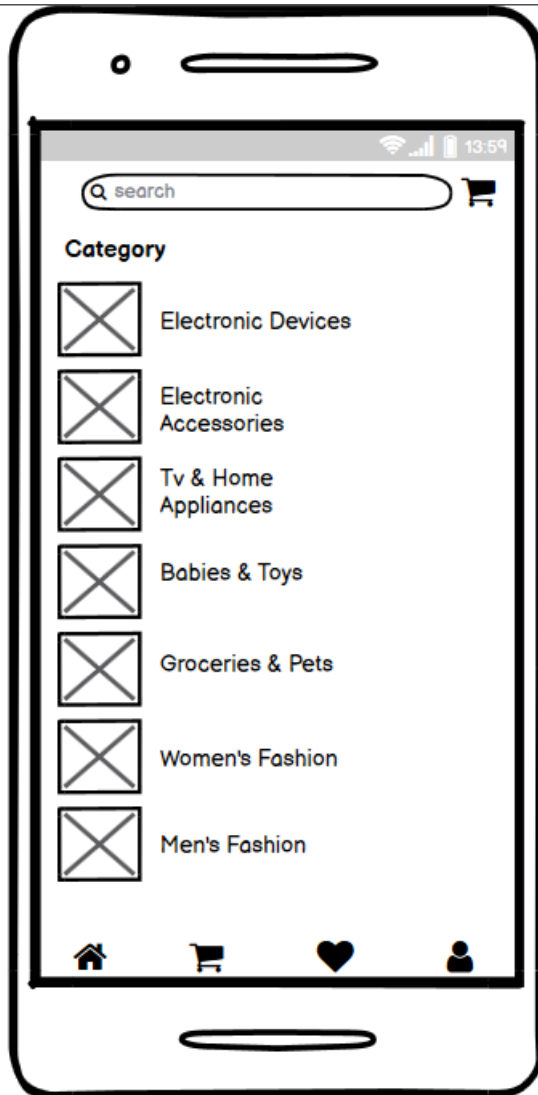 13:59
search
Category
Electronic Devices
Electronic
Accessories
Tv & Home
Appliances
Babies & Toys
Groceries & Pets
Women's Fashion
Men's Fashion